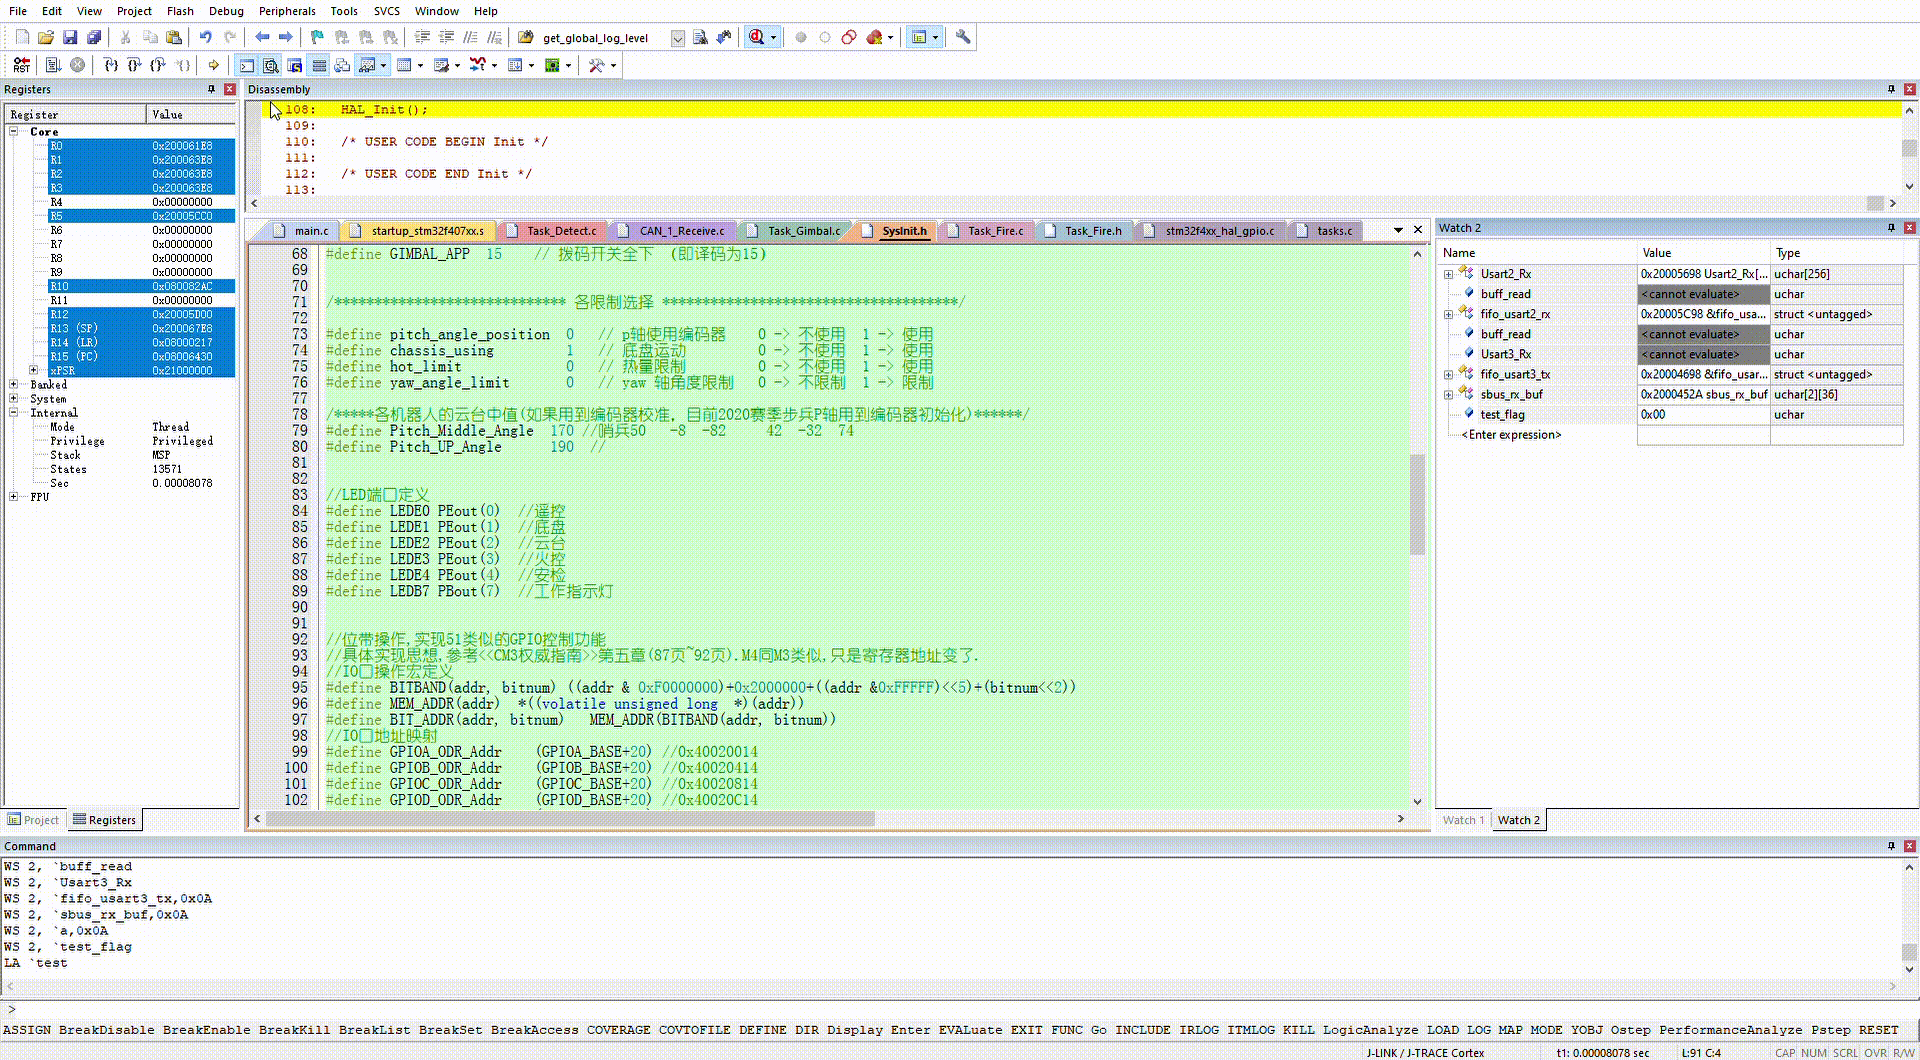 File Edit View Project Flash Debug Peripherals Tools SVCS Window Help
get_global_log_level
Registers
Register Value
Core
R0 0x200061E8
R1 0x200063E8
R2 0x200063E8
R3 0x200063E8
R4 0x00000000
R5 0x20005CC0
R6 0x00000000
R7 0x00000000
R8 0x00000000
R9 0x00000000
R10 0x080082AC
R11 0x00000000
R12 0x20005D00
R13 (SP) 0x200067E8
R14 (LR) 0x08000217
R15 (PC) 0x08006430
xPSR 0x21000000
Banked
System
Internal
Mode Thread
Privilege Privileged
Stack MSP
States 13571
Sec 0.00008078
FPU
Project Registers
Disassembly
108: HAL_Init();
109:
110: /* USER CODE BEGIN Init */
111:
112: /* USER CODE END Init */
113:
main.c startup_stm32f407xx.s Task_Detect.c CAN_1_Receive.c Task_Gimbal.c SysInit.h Task_Fire.c Task_Fire.h stm32f4xx_hal_gpio.c tasks.c
68 #define GIMBAL_APP 15 // 拨码开关全下 (即译码为15)
69
70
71 /***************************** 各限制选择 *************************************/
72
73 #define pitch_angle_position 0 // p轴使用编码器 0 -> 不使用 1 -> 使用
74 #define chassis_using 1 // 底盘运动 0 -> 不使用 1 -> 使用
75 #define hot_limit 0 // 热量限制 0 -> 不使用 1 -> 使用
76 #define yaw_angle_limit 0 // yaw 轴角度限制 0 -> 不限制 1 -> 限制
77
78 /*****各机器人的云台中值(如果用到编码器校准, 目前2020赛季步兵P轴用到编码器初始化)******/
79 #define Pitch_Middle_Angle 170 //哨兵50 -8 -82 42 -32 74
80 #define Pitch_UP_Angle 190 //
81
82
83 //LED端口定义
84 #define LEDE0 PEout(0) //遥控
85 #define LEDE1 PEout(1) //底盘
86 #define LEDE2 PEout(2) //云台
87 #define LEDE3 PEout(3) //火控
88 #define LEDE4 PEout(4) //安检
89 #define LEDB7 PBout(7) //工作指示灯
90
91
92 //位带操作,实现51类似的GPIO控制功能
93 //具体实现思想,参考<<CM3权威指南>>第五章(87页~92页).M4同M3类似,只是寄存器地址变了.
94 //IO口操作宏定义
95 #define BITBAND(addr, bitnum) ((addr & 0xF0000000)+0x2000000+((addr &0xFFFFF)<<5)+(bitnum<<2))
96 #define MEM_ADDR(addr) *((volatile unsigned long *)(addr))
97 #define BIT_ADDR(addr, bitnum) MEM_ADDR(BITBAND(addr, bitnum))
98 //IO口地址映射
99 #define GPIOA_ODR_Addr (GPIOA_BASE+20) //0x40020014
100 #define GPIOB_ODR_Addr (GPIOB_BASE+20) //0x40020414
101 #define GPIOC_ODR_Addr (GPIOC_BASE+20) //0x40020814
102 #define GPIOD_ODR_Addr (GPIOD_BASE+20) //0x40020C14
Watch 2
Name Value Type
Usart2_Rx 0x20005698 Usart2_Rx[... uchar[256]
buff_read <cannot evaluate> uchar
fifo_usart2_rx 0x20005C98 &fifo_usa... struct <untagged>
buff_read <cannot evaluate> uchar
Usart3_Rx <cannot evaluate> uchar
fifo_usart3_tx 0x20004698 &fifo_usar... struct <untagged>
sbus_rx_buf 0x2000452A sbus_rx_buf uchar[2][36]
test_flag 0x00 uchar
<Enter expression>
Watch 1 Watch 2
Command
WS 2, `buff_read
WS 2, `Usart3_Rx
WS 2, `fifo_usart3_tx,0x0A
WS 2, `sbus_rx_buf,0x0A
WS 2, `a,0x0A
WS 2, `test_flag
LA `test
>
ASSIGN BreakDisable BreakEnable BreakKill BreakList BreakSet BreakAccess COVERAGE COVTOFILE DEFINE DIR Display Enter EVALuate EXIT FUNC Go INCLUDE IRLOG ITMLOG KILL LogicAnalyze LOAD LOG MAP MODE YOBJ Ostep PerformanceAnalyze Pstep RESET
J-LINK / J-TRACE Cortex t1: 0.00008078 sec L:91 C:4 CAP NUM SCRL OVR R/W